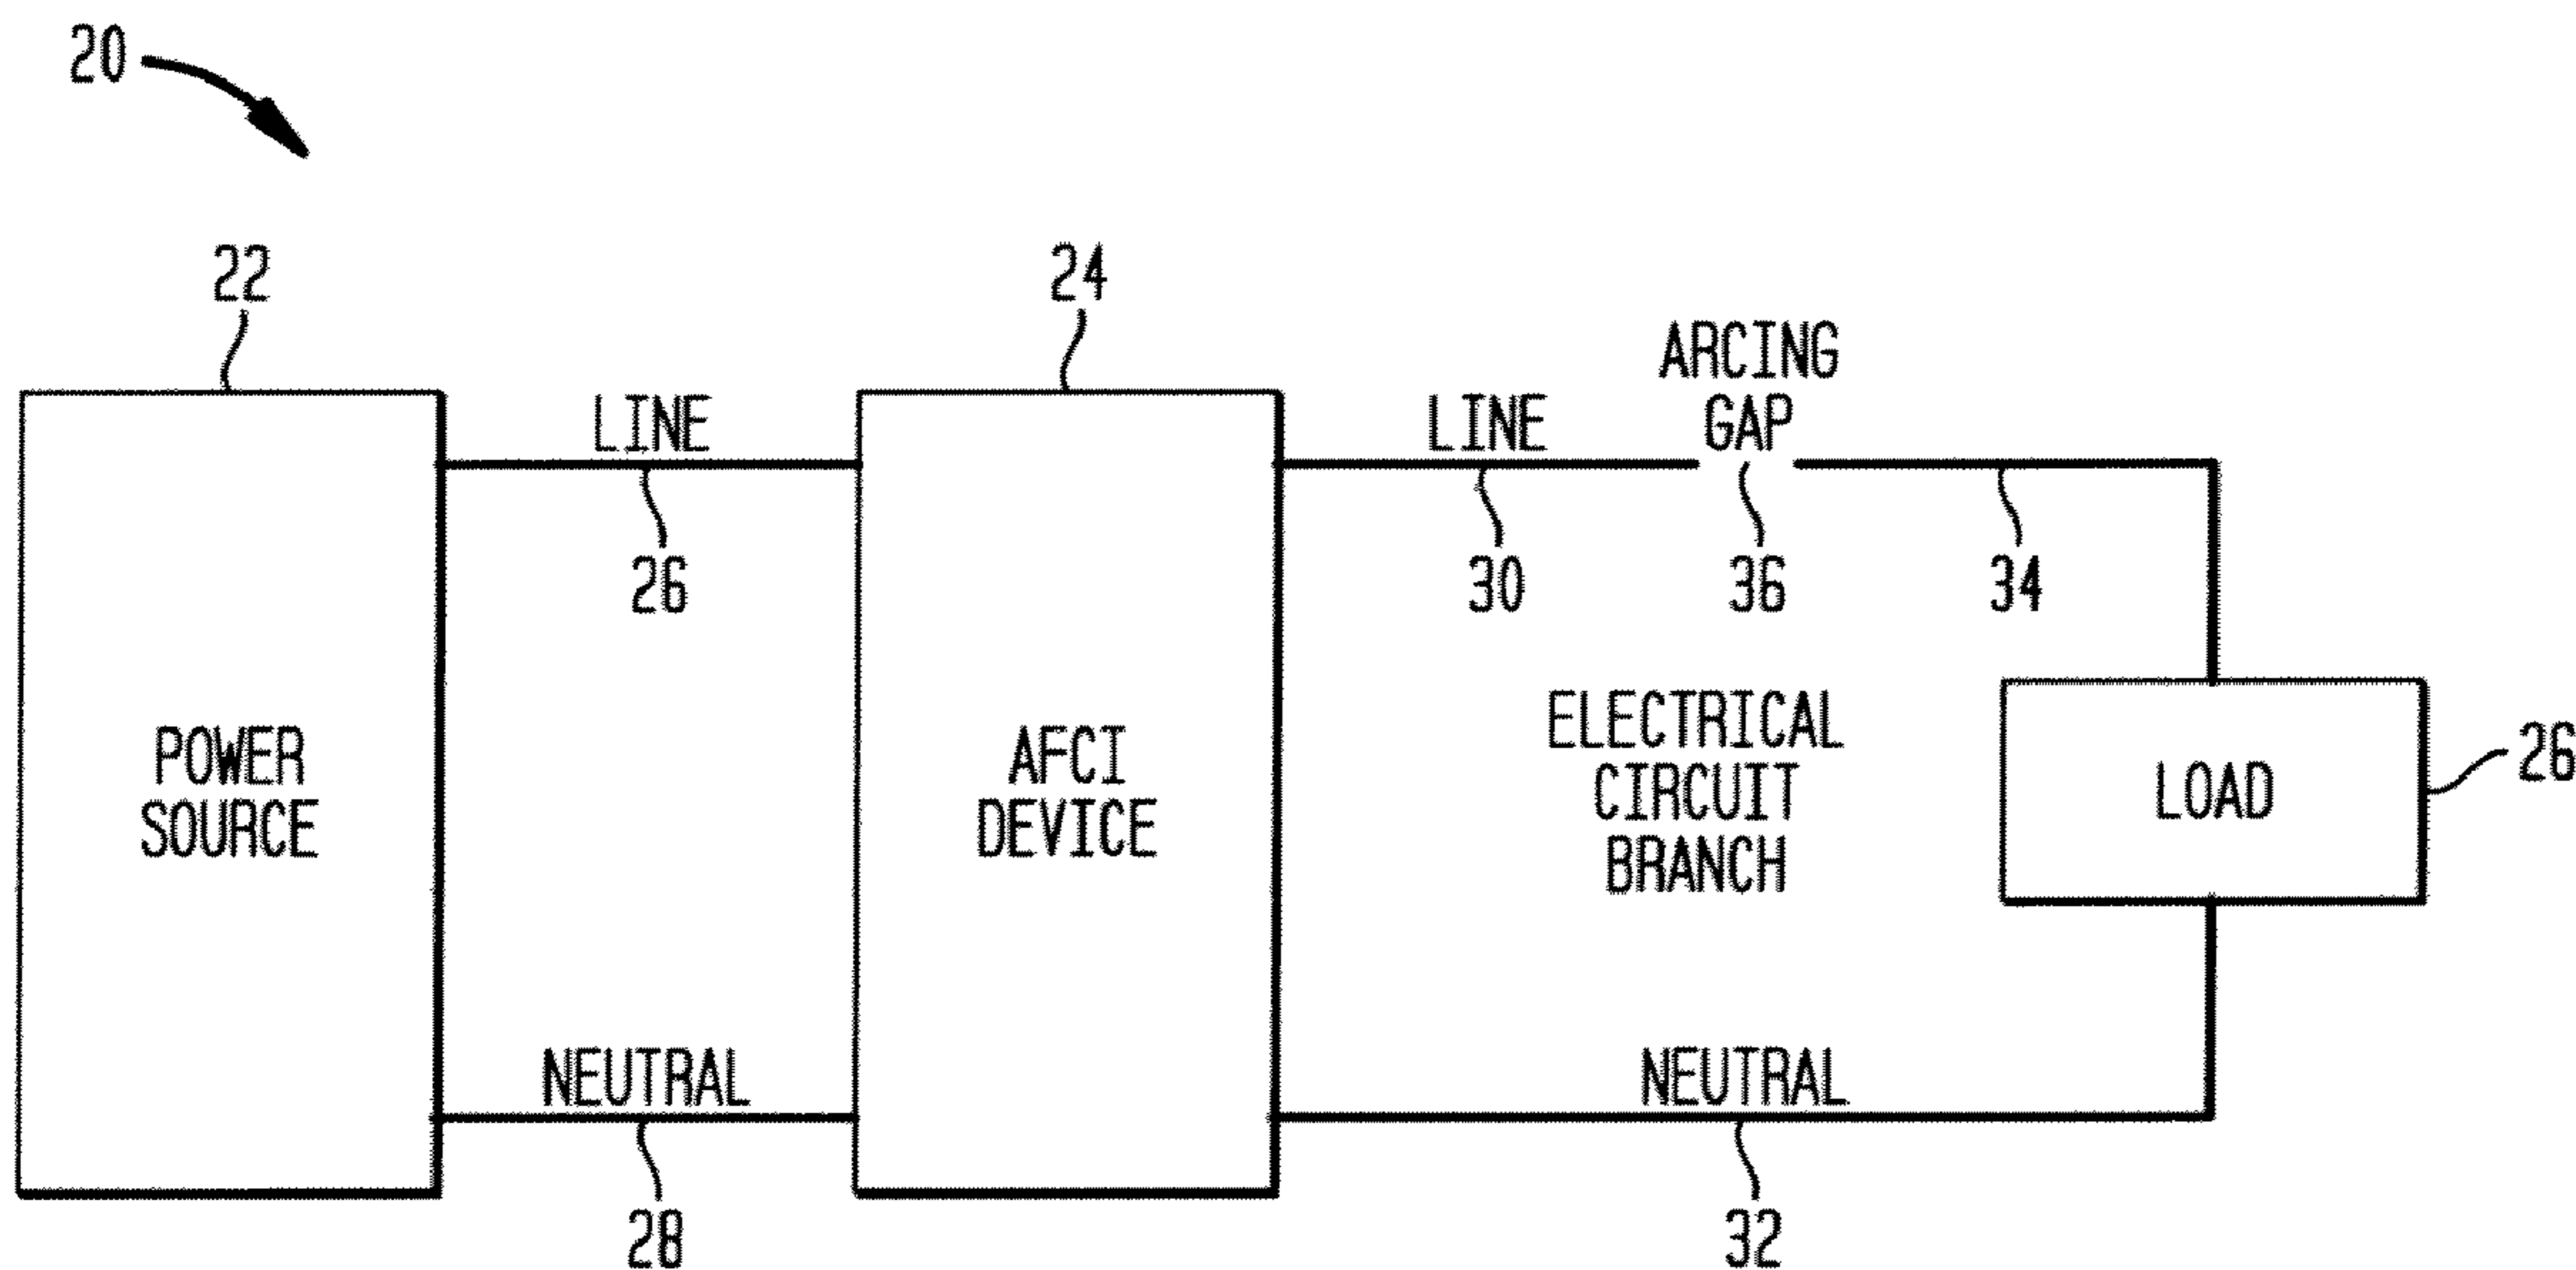 20
22
24
ARCING
GAP
LINE
LINE
26
30
36
34
POWER
SOURCE
AFCI
DEVICE
ELECTRICAL
CIRCUIT
BRANCH
LOAD
26
NEUTRAL
NEUTRAL
28
32